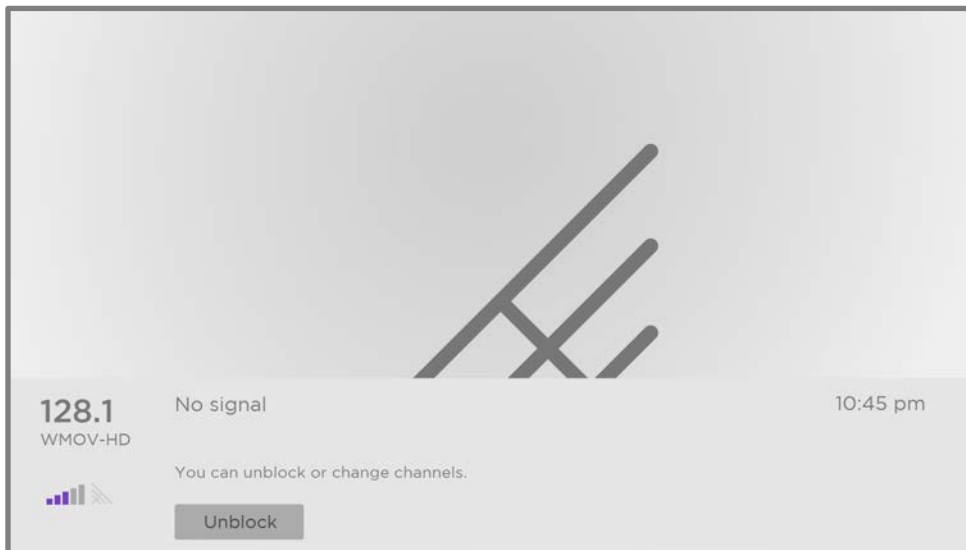 128.1
WMOV-HD
No signal
10:45 pm
You can unblock or change channels.
Unblock